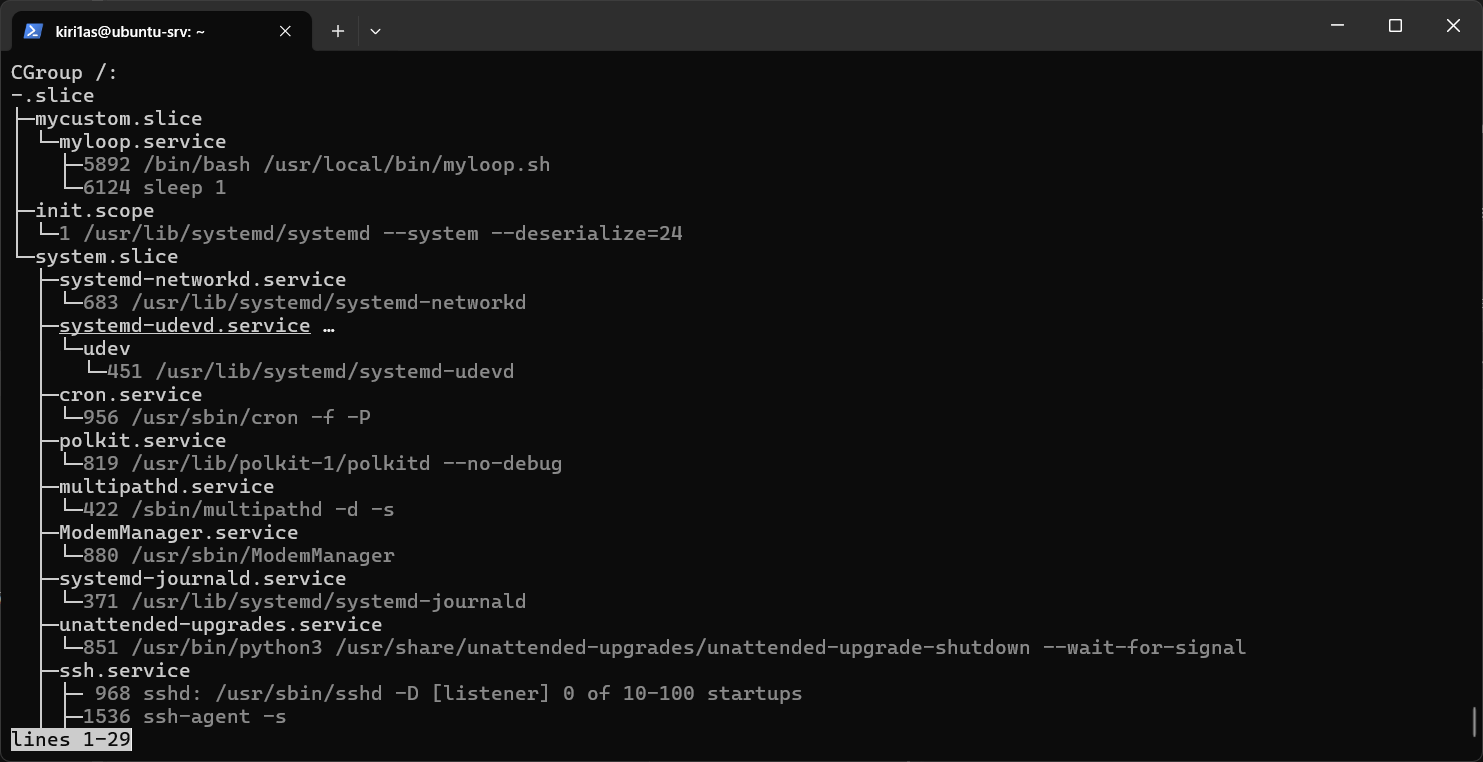 kiri1as@ubuntu-srv: ~
CGroup /:
-.slice
├─mycustom.slice
│ └─myloop.service
│   ├─5892 /bin/bash /usr/local/bin/myloop.sh
│   └─6124 sleep 1
├─init.scope
│ └─1 /usr/lib/systemd/systemd --system --deserialize=24
└─system.slice
  ├─systemd-networkd.service
  │ └─683 /usr/lib/systemd/systemd-networkd
  ├─systemd-udevd.service …
  │ └─udev
  │   └─451 /usr/lib/systemd/systemd-udevd
  ├─cron.service
  │ └─956 /usr/sbin/cron -f -P
  ├─polkit.service
  │ └─819 /usr/lib/polkit-1/polkitd --no-debug
  ├─multipathd.service
  │ └─422 /sbin/multipathd -d -s
  ├─ModemManager.service
  │ └─880 /usr/sbin/ModemManager
  ├─systemd-journald.service
  │ └─371 /usr/lib/systemd/systemd-journald
  ├─unattended-upgrades.service
  │ └─851 /usr/bin/python3 /usr/share/unattended-upgrades/unattended-upgrade-shutdown --wait-for-signal
  ├─ssh.service
  │ ├─ 968 sshd: /usr/sbin/sshd -D [listener] 0 of 10-100 startups
  │ ├─1536 ssh-agent -s
lines 1-29